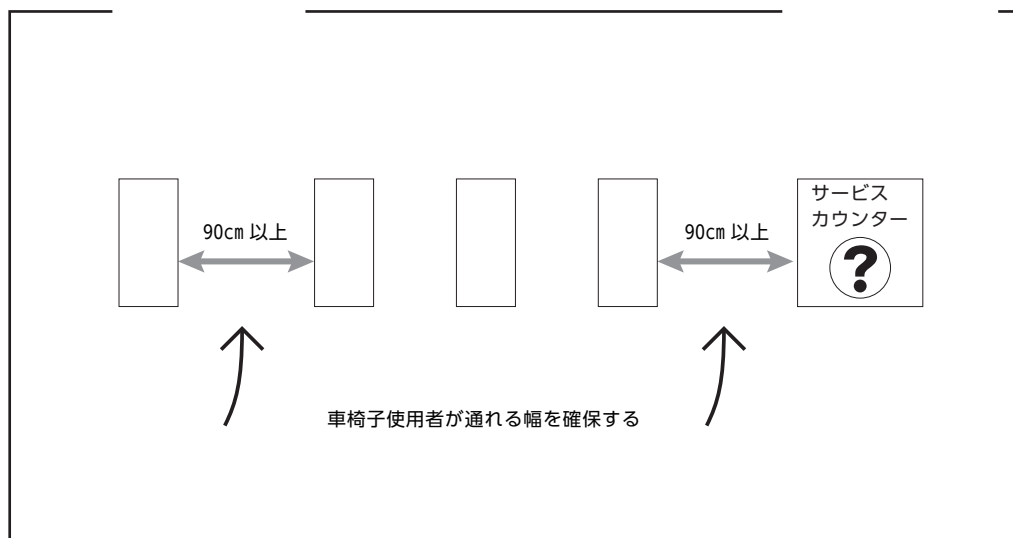 サービス
カウンター
90cm 以上
90cm 以上
?
車椅子使用者が通れる幅を確保する